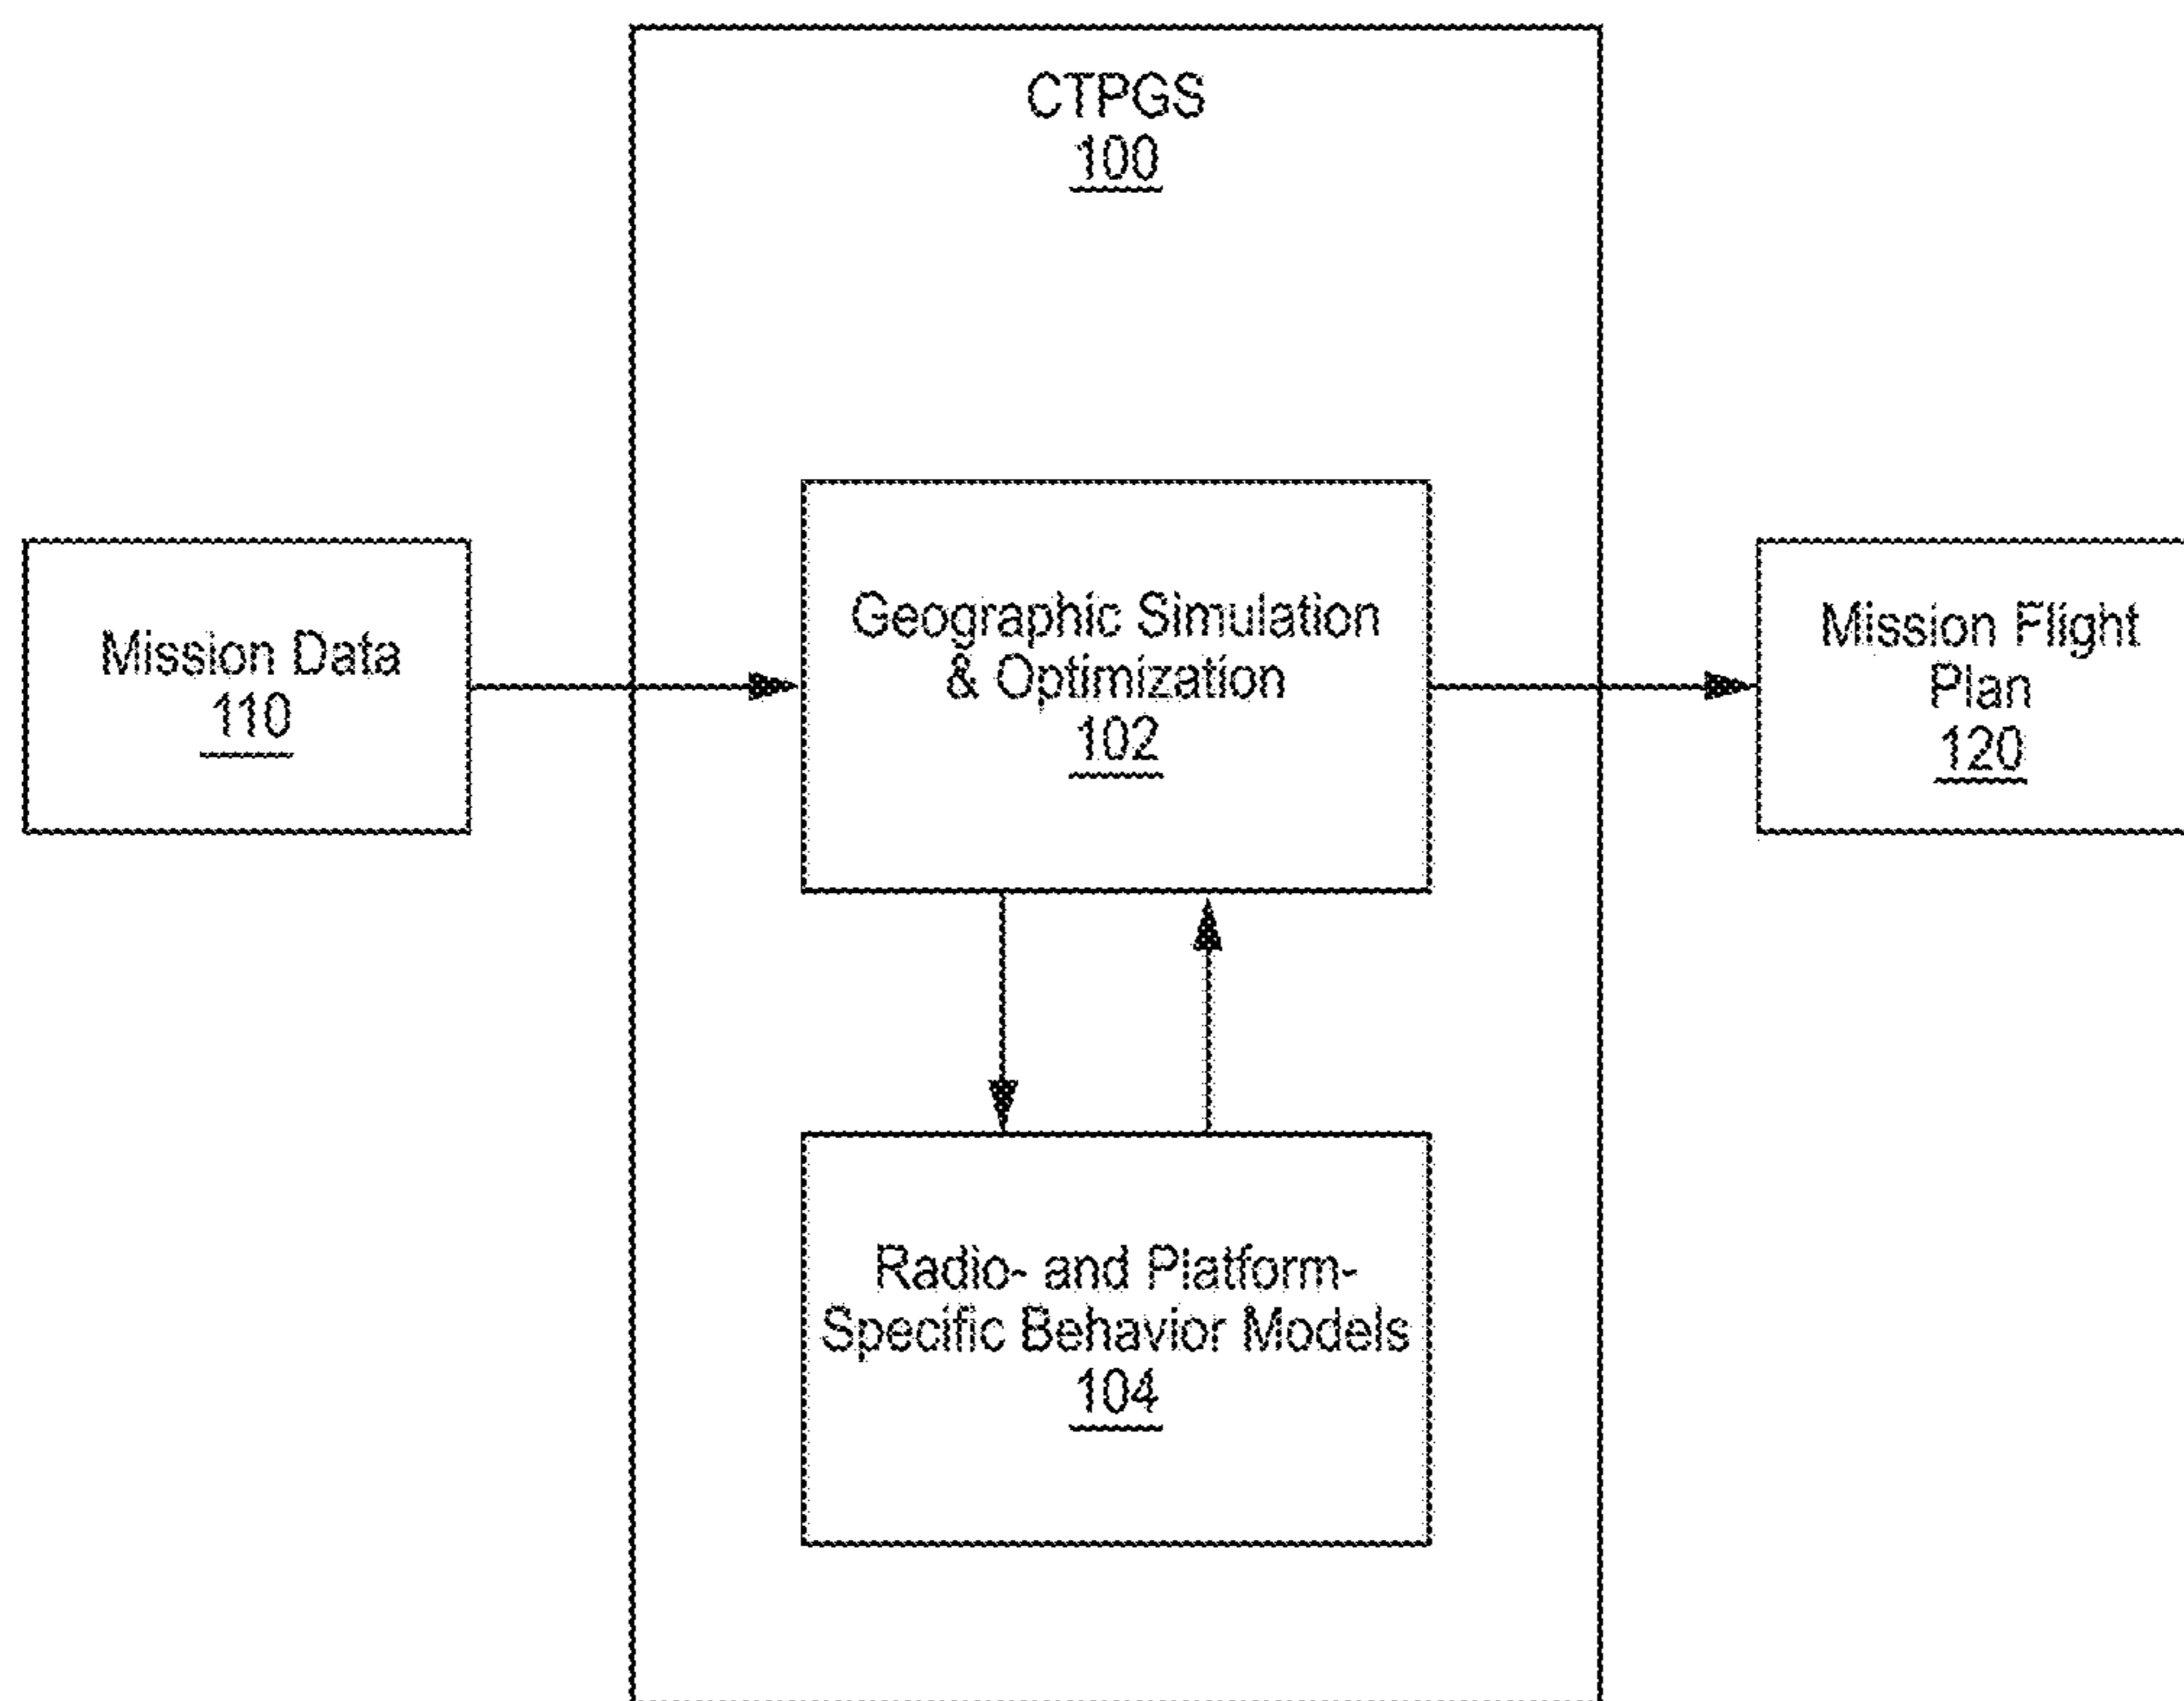 CTPGS
100
Mission Data
110
Geographic Simulation
& Optimization
102
Mission Flight
Plan
120
Radio- and Platform-
Specific Behavior Models
104